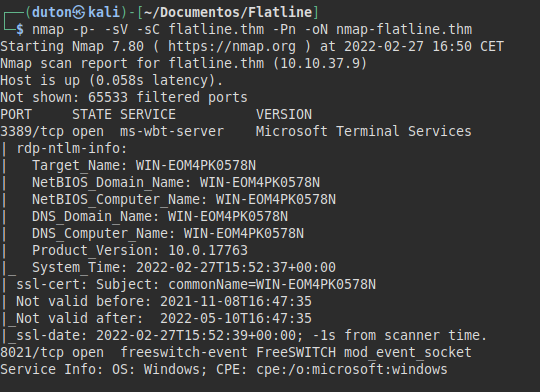 ┌──(duton㉿kali)-[~/Documentos/Flatline]
└─$ nmap -p- -sV -sC flatline.thm -Pn -oN nmap-flatline.thm
Starting Nmap 7.80 ( https://nmap.org ) at 2022-02-27 16:50 CET
Nmap scan report for flatline.thm (10.10.37.9)
Host is up (0.058s latency).
Not shown: 65533 filtered ports
PORT     STATE SERVICE          VERSION
3389/tcp open  ms-wbt-server    Microsoft Terminal Services
| rdp-ntlm-info:
|   Target_Name: WIN-EOM4PK0578N
|   NetBIOS_Domain_Name: WIN-EOM4PK0578N
|   NetBIOS_Computer_Name: WIN-EOM4PK0578N
|   DNS_Domain_Name: WIN-EOM4PK0578N
|   DNS_Computer_Name: WIN-EOM4PK0578N
|   Product_Version: 10.0.17763
|_  System_Time: 2022-02-27T15:52:37+00:00
| ssl-cert: Subject: commonName=WIN-EOM4PK0578N
| Not valid before: 2021-11-08T16:47:35
|_Not valid after:  2022-05-10T16:47:35
|_ssl-date: 2022-02-27T15:52:39+00:00; -1s from scanner time.
8021/tcp open  freeswitch-event FreeSWITCH mod_event_socket
Service Info: OS: Windows; CPE: cpe:/o:microsoft:windows